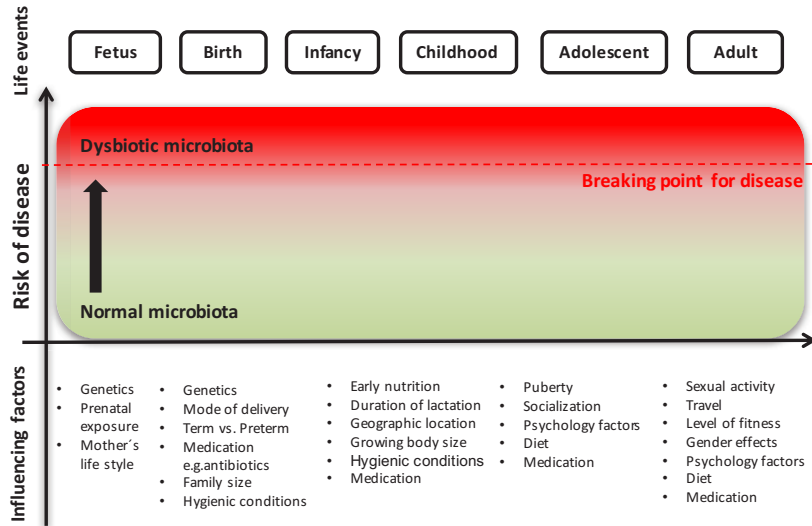 Life events
Fetus
Birth
Infancy
Childhood
Adolescent
Adult
Risk of disease
Dysbiotic microbiota
Breaking point for disease
Normal microbiota
Influencing factors
• Genetics
• Prenatal
exposure
• Mother´s
life style
• Genetics
• Mode of delivery
• Term vs. Preterm
• Medication
e.g.antibiotics
• Family size
• Hygienic conditions
• Early nutrition
• Duration of lactation
• Geographic location
• Growing body size
• Hygienic conditions
• Medication
• Puberty
• Socialization
• Psychology factors
• Diet
• Medication
• Sexual activity
• Travel
• Level of fitness
• Gender effects
• Psychology factors
• Diet
• Medication